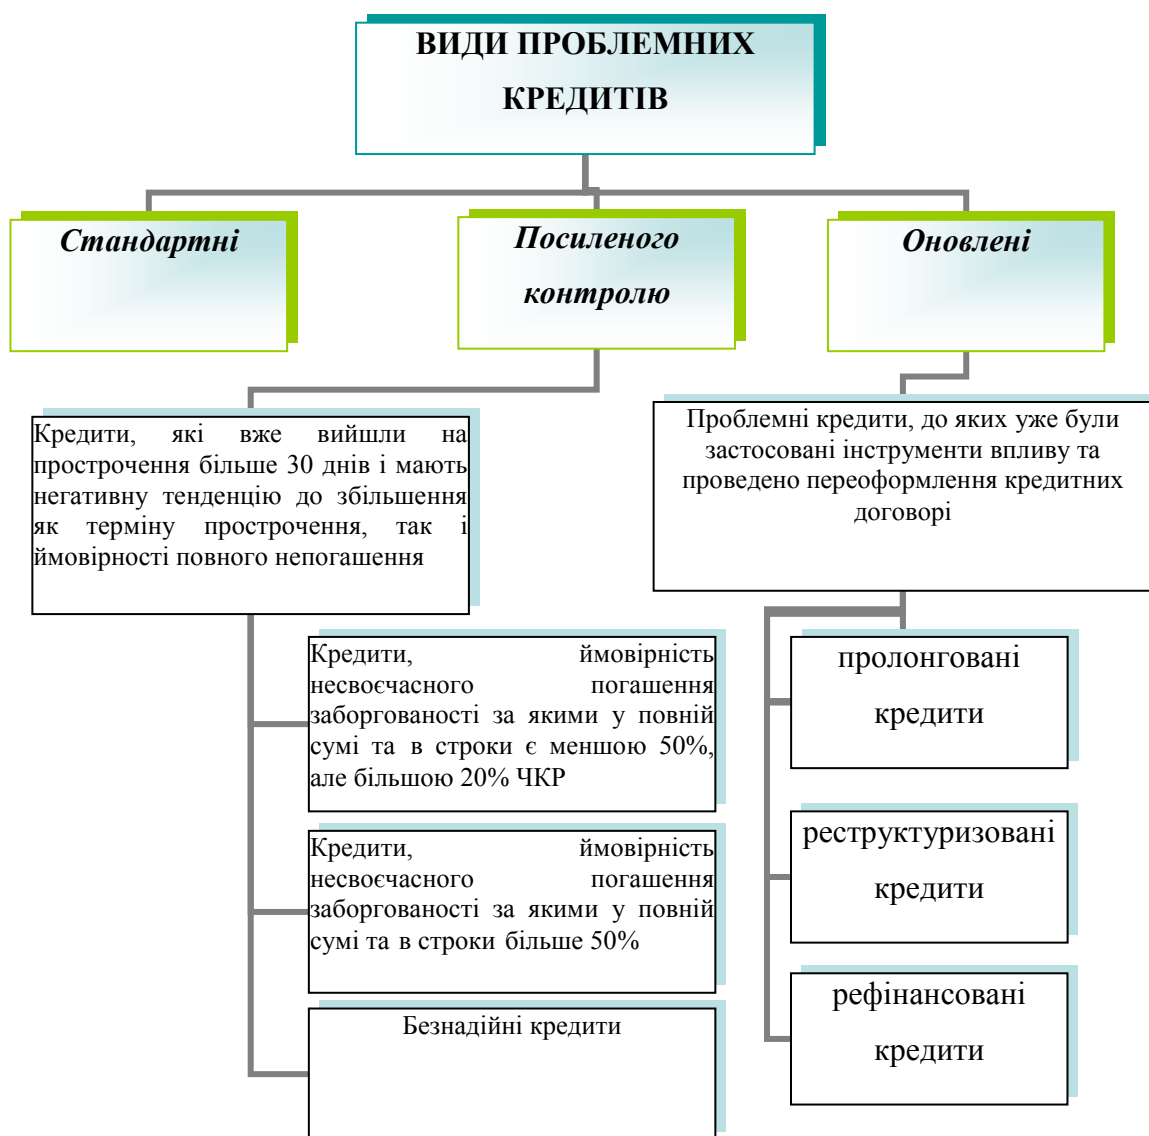 ВИДИ ПРОБЛЕМНИХ
КРЕДИТІВ
Стандартні
Посиленого
контролю
Оновлені
Кредити, які вже вийшли на
прострочення більше 30 днів і мають
негативну тенденцію до збільшення
як терміну прострочення, так і
ймовірності повного непогашення
Проблемні кредити, до яких уже були
застосовані інструменти впливу та
проведено переоформлення кредитних
договорі
Кредити, ймовірність
несвоєчасного погашення
заборгованості за якими у повній
сумі та в строки є меншою 50%,
але більшою 20% ЧКР
Кредити, ймовірність
несвоєчасного погашення
заборгованості за якими у повній
сумі та в строки більше 50%
Безнадійні кредити
пролонговані
кредити
реструктуризовані
кредити
рефінансовані
кредити